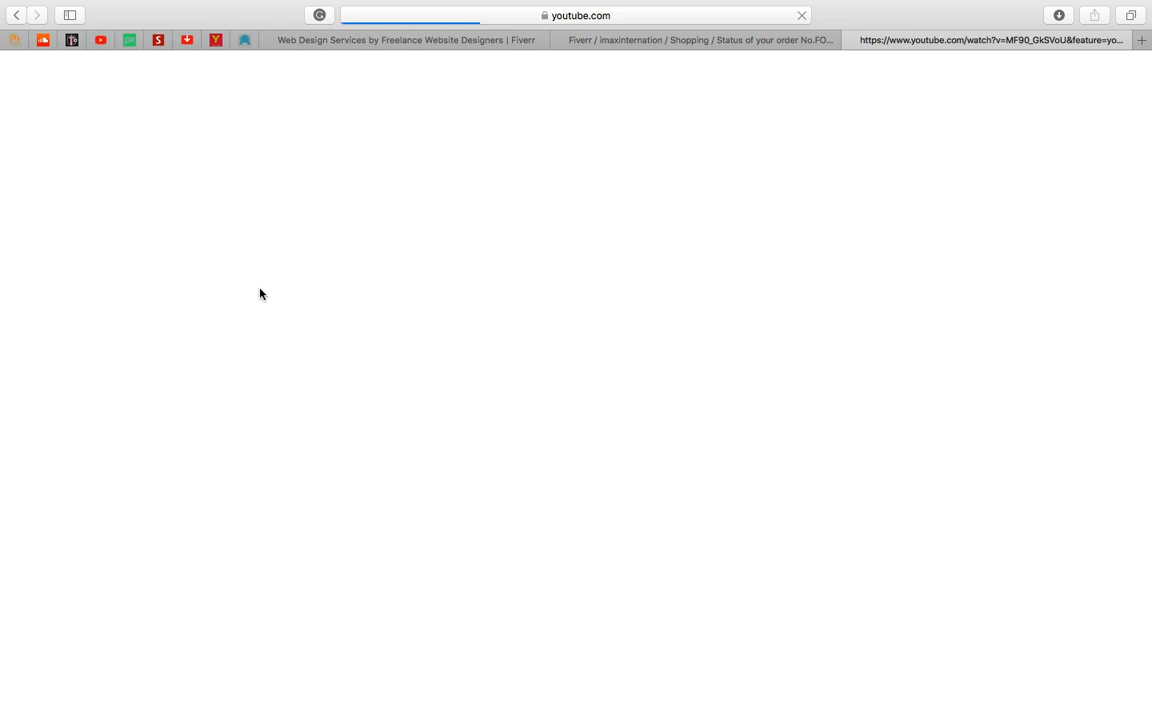 youtube.com
Web Design Services by Freelance Website Designers | Fiverr
Fiverr / imaxinternation / Shopping / Status of your order No.FO...
https://www.youtube.com/watch?v=MF90_GkSVoU&feature=yo...